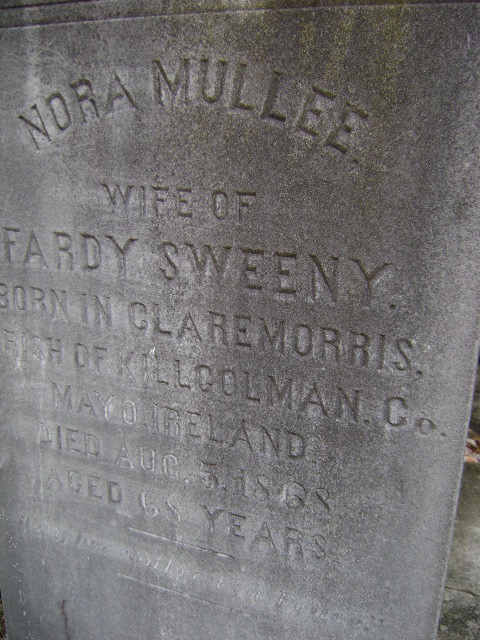 NORA MULLEE,
WIFE OF
FARDY SWEENY.
BORN IN CLAREMORRIS,
RISH OF KILLCOLMAN. Co.
MAYO. IRELAND.
DIED AUG. 5, 1868
AGED 68 YEARS.